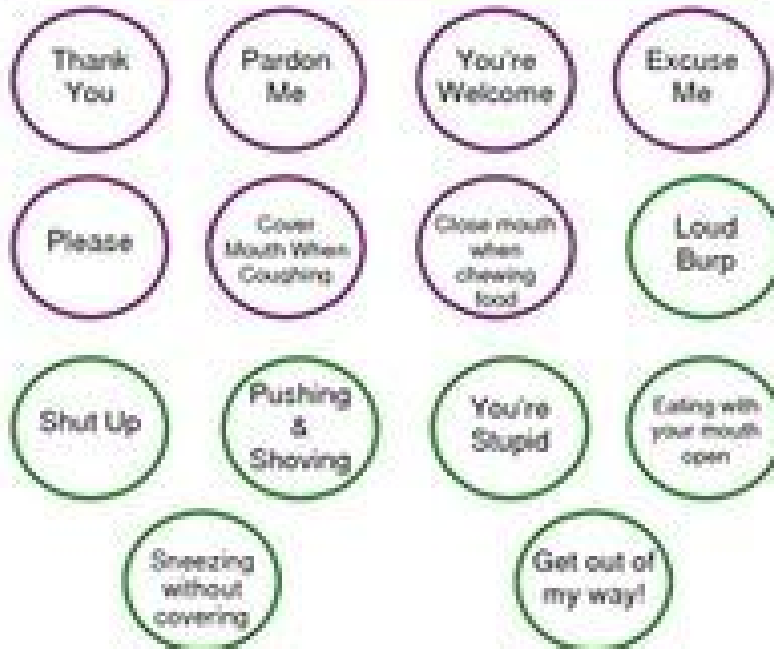 Thank
You
Pardon
Me
You're
Welcome
Excuse
Me
Please
Cover
Mouth When
Coughing
Close mouth
when
chewing
food
Loud
Burp
Shut Up
Pushing
&
Shoving
You're
Stupid
Eating with
your mouth
open
Sneezing
without
covering
Get out of
my way!